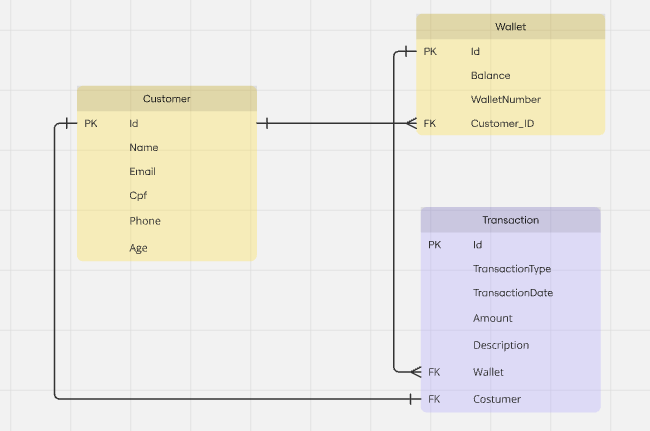 Customer
PK Id
Name
Email
Cpf
Phone
Age
Wallet
PK Id
Balance
WalletNumber
FK Customer_ID
Transaction
PK Id
TransactionType
TransactionDate
Amount
Description
FK Wallet
FK Costumer